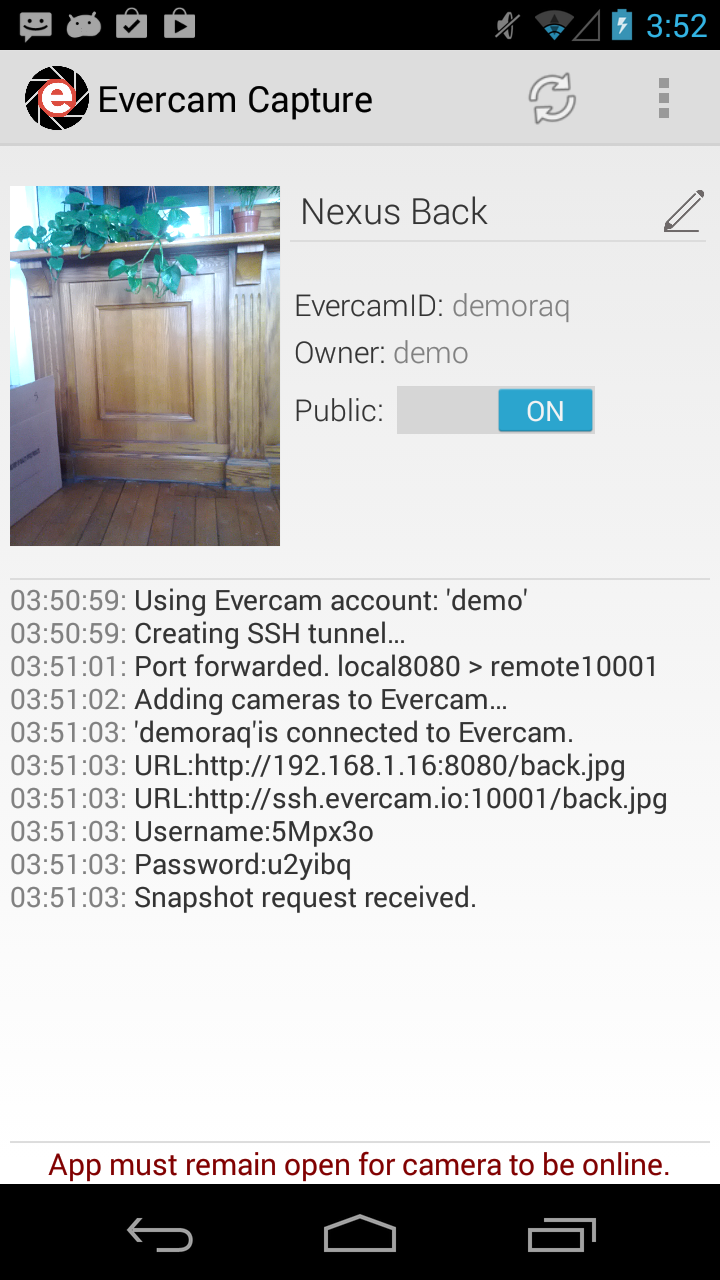 3:52
e Evercam Capture
Nexus Back
EvercamID: demoraq
Owner: demo
Public: ON
03:50:59: Using Evercam account: 'demo'
03:50:59: Creating SSH tunnel...
03:51:01: Port forwarded. local8080 > remote10001
03:51:02: Adding cameras to Evercam...
03:51:03: 'demoraq'is connected to Evercam.
03:51:03: URL:http://192.168.1.16:8080/back.jpg
03:51:03: URL:http://ssh.evercam.io:10001/back.jpg
03:51:03: Username:5Mpx3o
03:51:03: Password:u2yibq
03:51:03: Snapshot request received.
App must remain open for camera to be online.